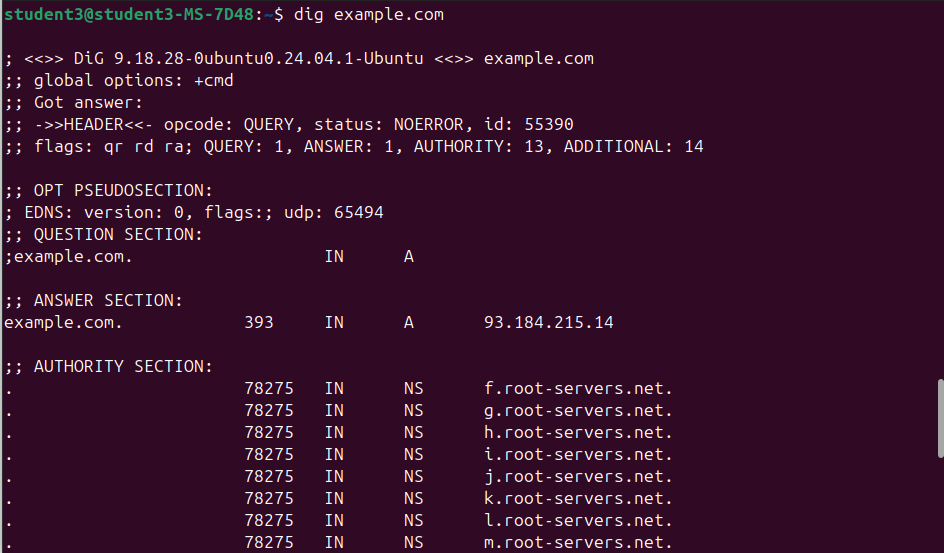 student3@student3-MS-7D48:~$ dig example.com
; <<>> DiG 9.18.28-0ubuntu0.24.04.1-Ubuntu <<>> example.com
;; global options: +cmd
;; Got answer:
;; ->>HEADER<<- opcode: QUERY, status: NOERROR, id: 55390
;; flags: qr rd ra; QUERY: 1, ANSWER: 1, AUTHORITY: 13, ADDITIONAL: 14
;; OPT PSEUDOSECTION:
; EDNS: version: 0, flags:; udp: 65494
;; QUESTION SECTION:
;example.com. IN A
;; ANSWER SECTION:
example.com. 393 IN A 93.184.215.14
;; AUTHORITY SECTION:
. 78275 IN NS f.root-servers.net.
. 78275 IN NS g.root-servers.net.
. 78275 IN NS h.root-servers.net.
. 78275 IN NS i.root-servers.net.
. 78275 IN NS j.root-servers.net.
. 78275 IN NS k.root-servers.net.
. 78275 IN NS l.root-servers.net.
. 78275 IN NS m.root-servers.net.